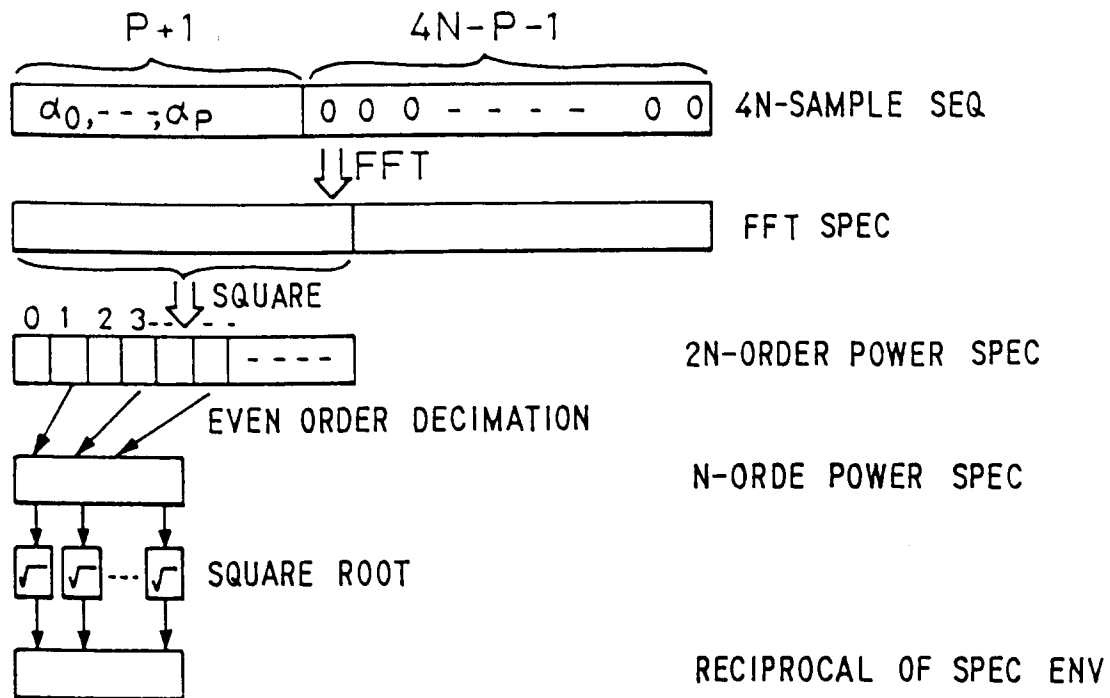 P+1 4N-P-1
α0,---,αP 0 0 0 - - - - 0 0 4N-SAMPLE SEQ
FFT
FFT SPEC
SQUARE
0 1 2 3-- - -
---- 2N-ORDER POWER SPEC
EVEN ORDER DECIMATION
N-ORDE POWER SPEC
√ √ --- √ SQUARE ROOT
RECIPROCAL OF SPEC ENV